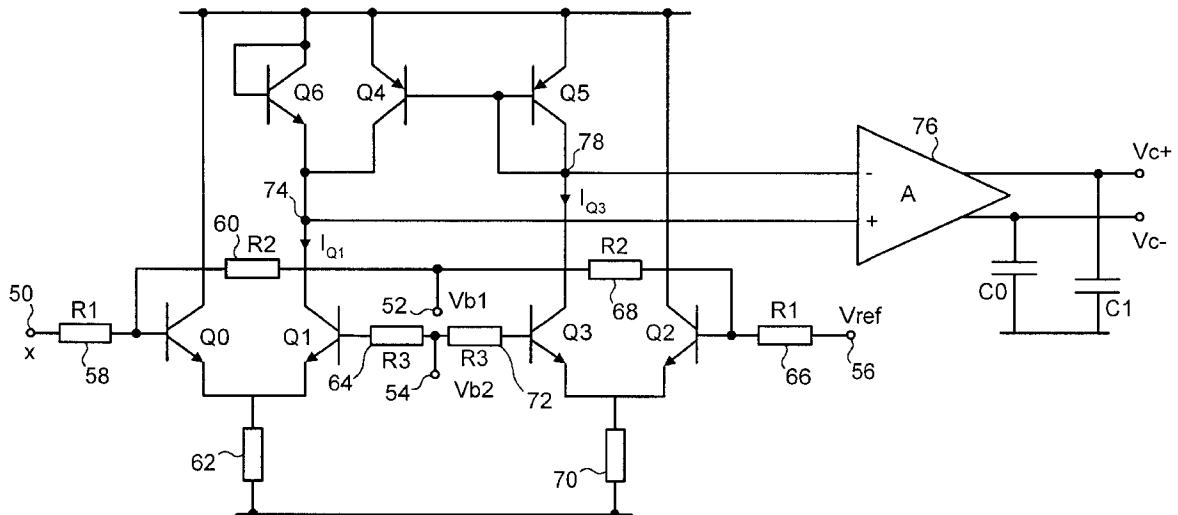 Q6
Q4
Q5
78
76
Vc+
-
A
+
Vc-
74
I_Q3
60
R2
I_Q1
R2
C0
C1
50
R1
52
Vb1
68
R1
Vref
x
58
Q0
Q1
64
R3
54
R3
Vb2
72
Q3
Q2
66
56
62
70